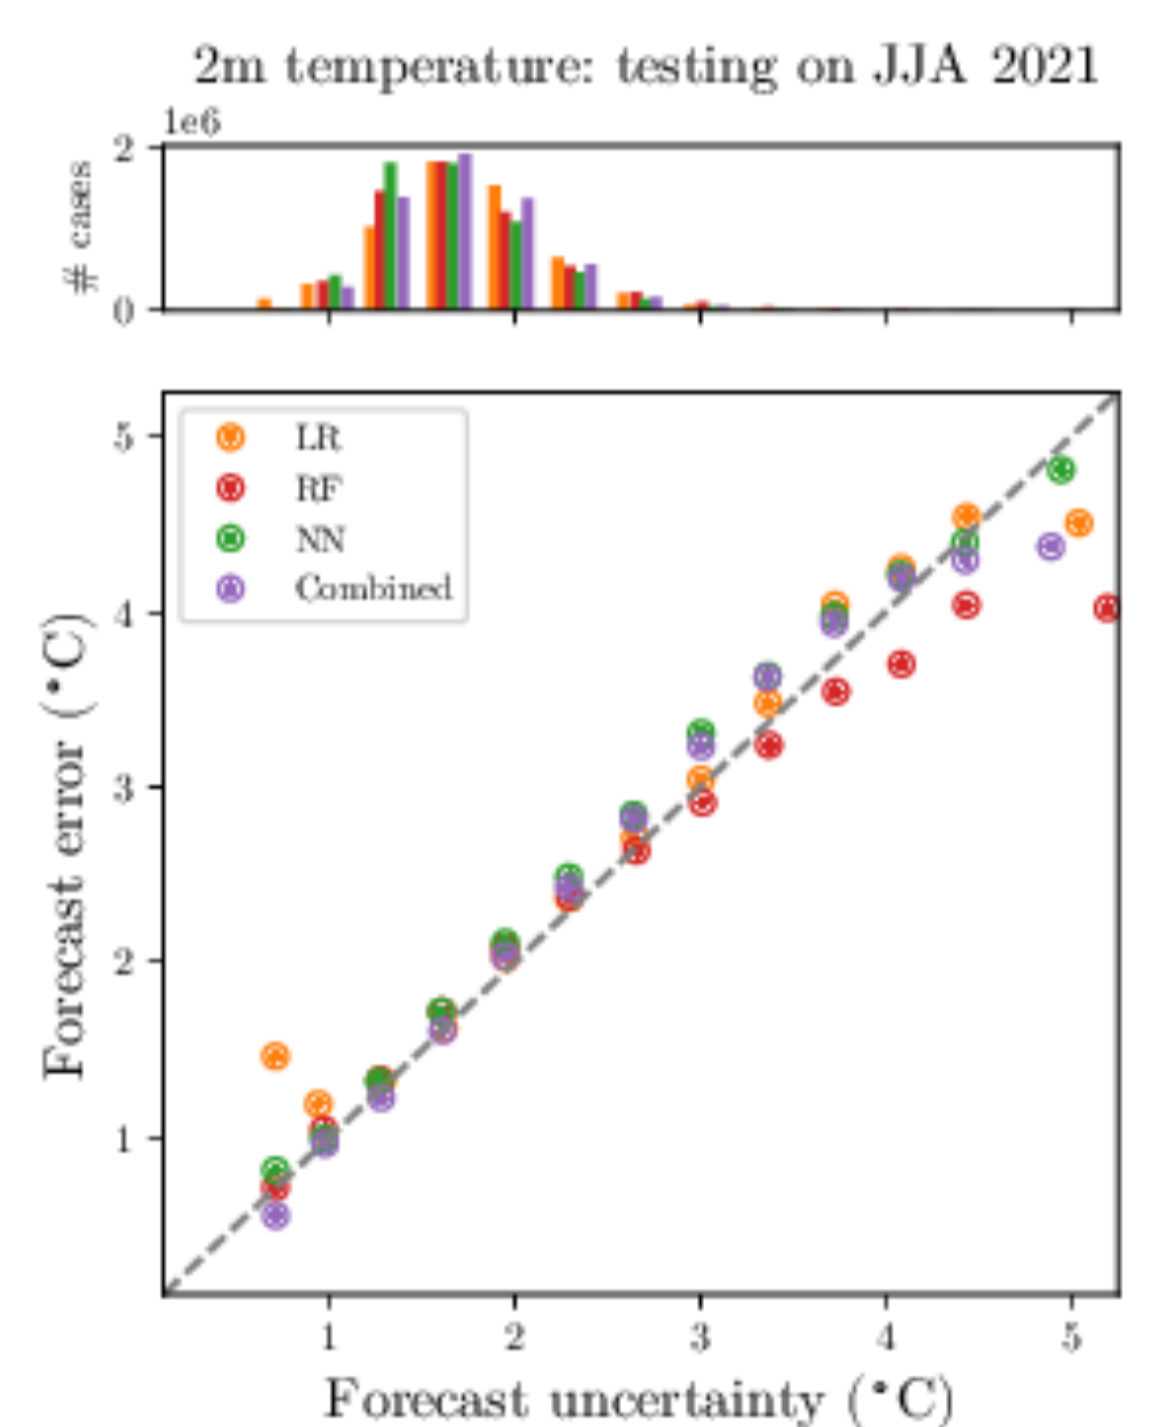 2m temperature: testing on JJA 2021
1e6
2
# cases
0
5
LR
RF
NN
Combined
4
Forecast error (°C)
3
2
1
1 2 3 4 5
Forecast uncertainty (°C)